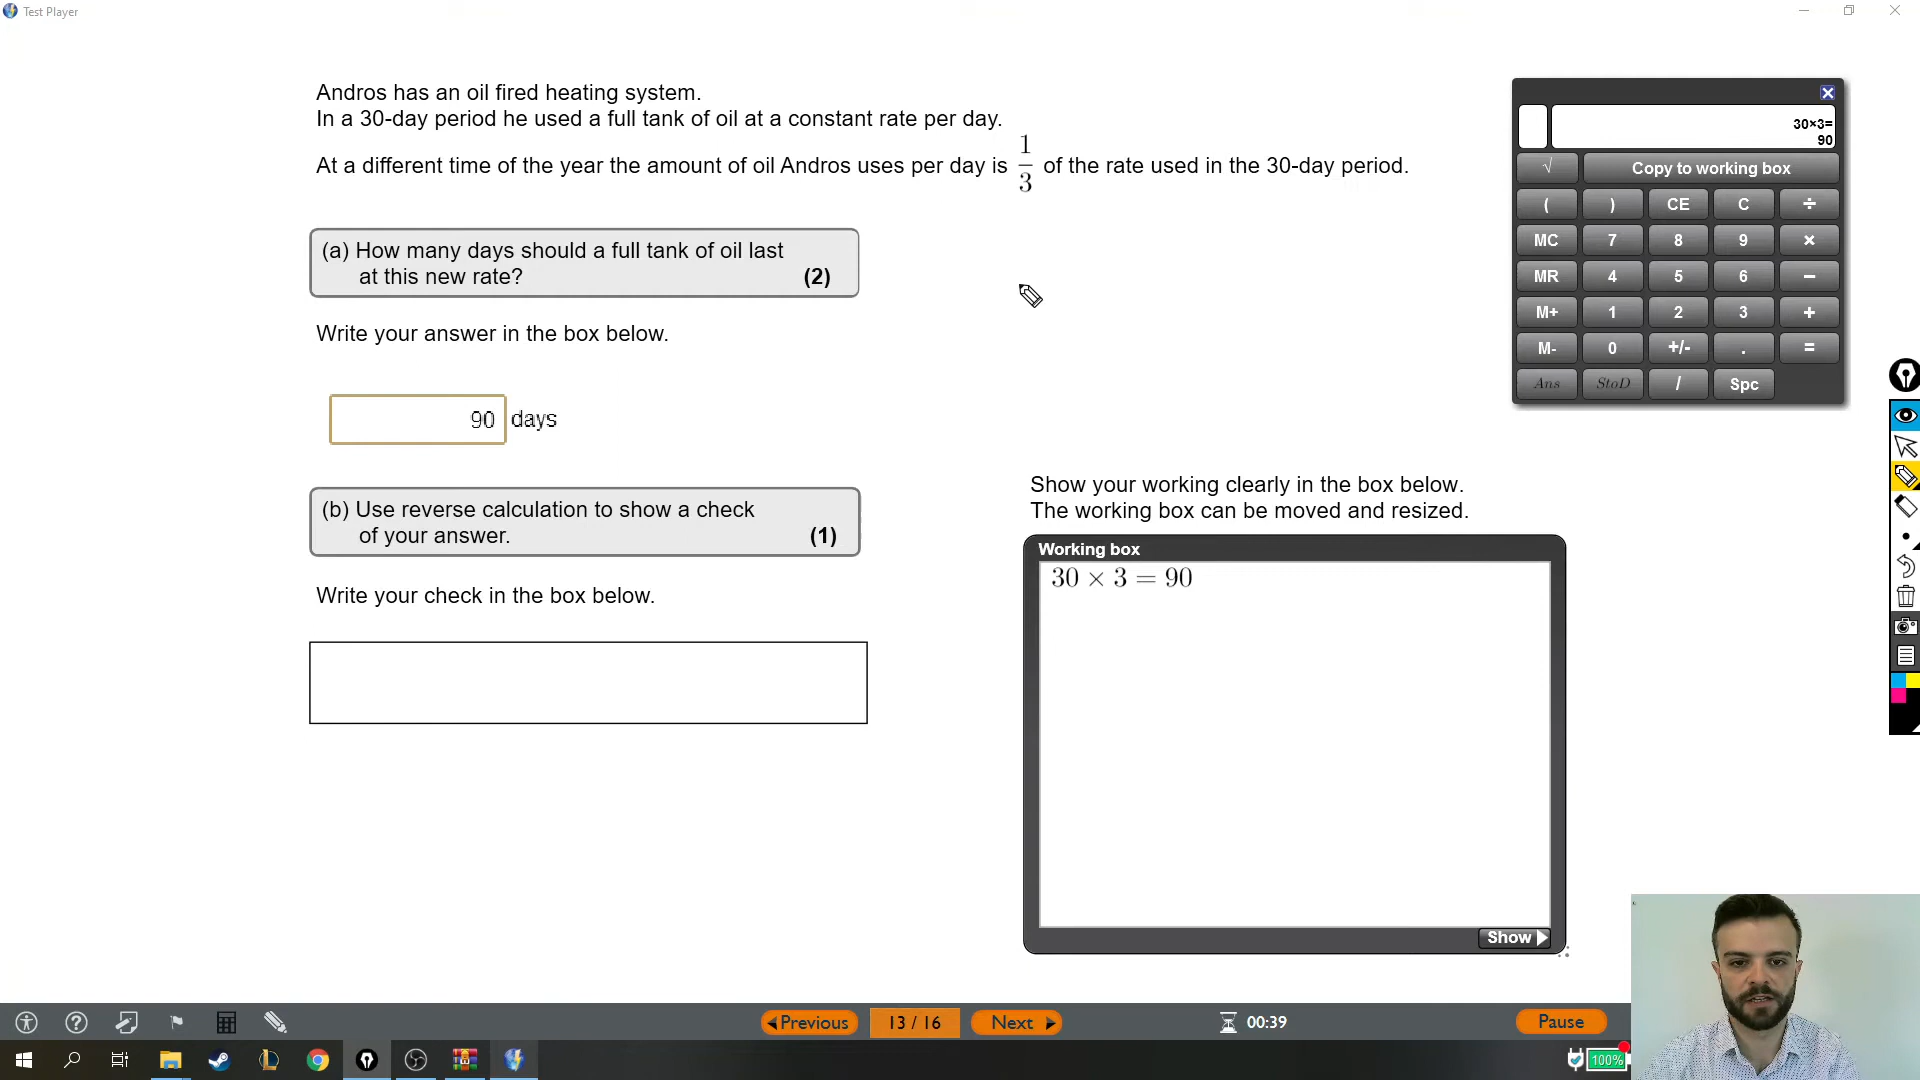 Test Player
Andros has an oil fired heating system.
In a 30-day period he used a full tank of oil at a constant rate per day.
At a different time of the year the amount of oil Andros uses per day is 1/3 of the rate used in the 30-day period.
(a) How many days should a full tank of oil last
at this new rate? (2)
Write your answer in the box below.
90 days
(b) Use reverse calculation to show a check
of your answer. (1)
Write your check in the box below.
30×3=
90
√ Copy to working box
( ) CE C ÷
MC 7 8 9 ×
MR 4 5 6 −
M+ 1 2 3 +
M- 0 +/- . =
Ans StoD / Spc
Show your working clearly in the box below.
The working box can be moved and resized.
Working box
30 × 3 = 90
Show
Previous 13 / 16 Next 00:39 Pause
100%